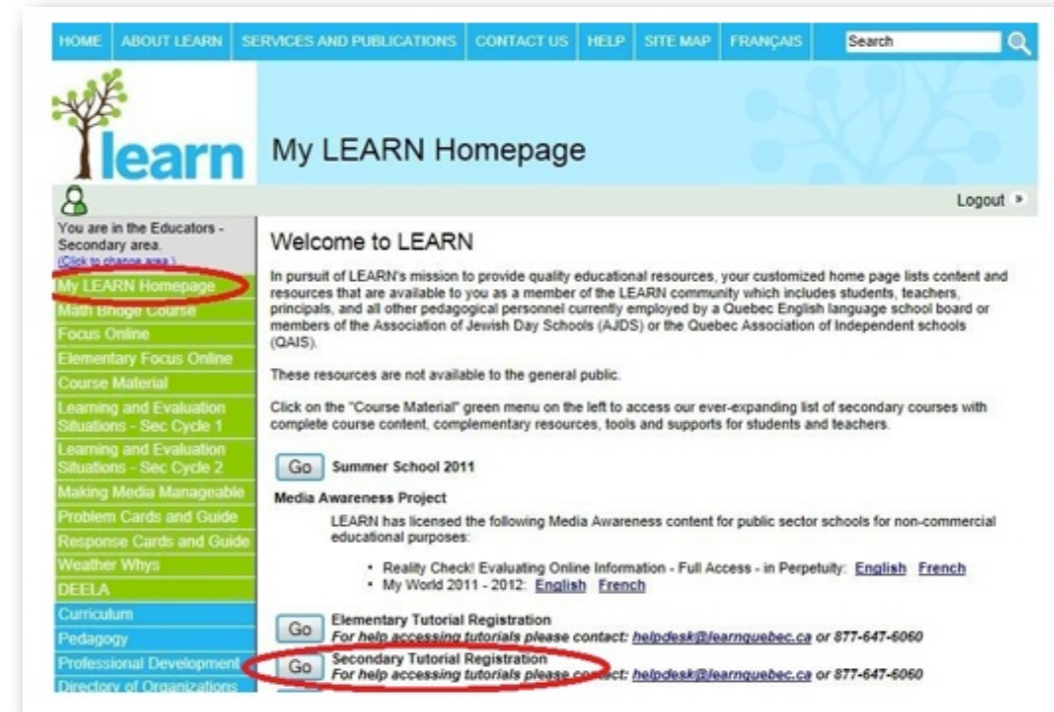 HOME ABOUT LEARN SERVICES AND PUBLICATIONS CONTACT US HELP SITE MAP FRANÇAIS Search
learn
My LEARN Homepage
Logout »
You are in the Educators -
Secondary area.
(Click to change area )
My LEARN Homepage
Math Bridge Course
Focus Online
Elementary Focus Online
Course Material
Learning and Evaluation
Situations - Sec Cycle 1
Learning and Evaluation
Situations - Sec Cycle 2
Making Media Manageable
Problem Cards and Guide
Response Cards and Guide
Weather Whys
DEELA
Curriculum
Pedagogy
Professional Development
Directory of Organizations
Welcome to LEARN
In pursuit of LEARN's mission to provide quality educational resources, your customized home page lists content and
resources that are available to you as a member of the LEARN community which includes students, teachers,
principals, and all other pedagogical personnel currently employed by a Quebec English language school board or
members of the Association of Jewish Day Schools (AJDS) or the Quebec Association of Independent schools
(QAIS).
These resources are not available to the general public.
Click on the "Course Material" green menu on the left to access our ever-expanding list of secondary courses with
complete course content, complementary resources, tools and supports for students and teachers.
Go Summer School 2011
Media Awareness Project
LEARN has licensed the following Media Awareness content for public sector schools for non-commercial
educational purposes:
• Reality Check! Evaluating Online Information - Full Access - in Perpetuity: English French
• My World 2011 - 2012: English French
Go Elementary Tutorial Registration
For help accessing tutorials please contact: helpdesk@learnquebec.ca or 877-647-6060
Go Secondary Tutorial Registration
For help accessing tutorials please contact: helpdesk@learnquebec.ca or 877-647-6060